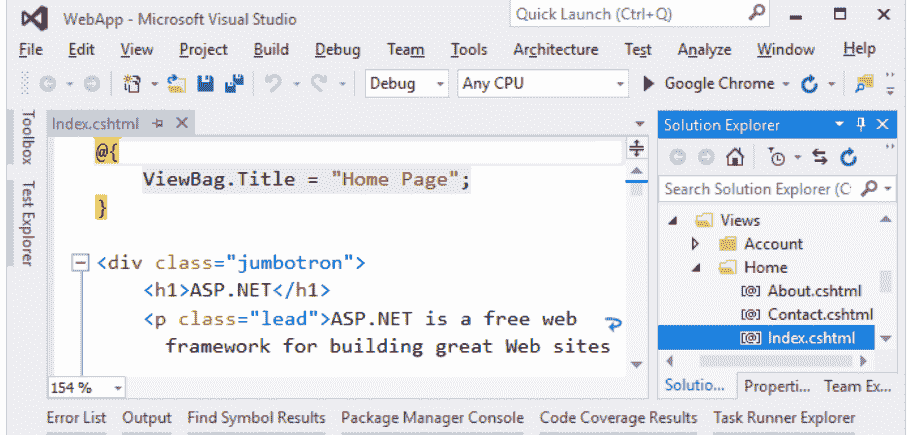 WebApp - Microsoft Visual Studio
Quick Launch (Ctrl+Q)
File Edit View Project Build Debug Team Tools Architecture Test Analyze Window Help
Debug Any CPU Google Chrome
Toolbox
Test Explorer
Index.cshtml
@{
ViewBag.Title = "Home Page";
}
<div class="jumbotron">
<h1>ASP.NET</h1>
<p class="lead">ASP.NET is a free web
framework for building great Web sites
154 %
Solution Explorer
Search Solution Explorer (C
Views
Account
Home
[@] About.cshtml
[@] Contact.cshtml
[@] Index.cshtml
Solutio... Properti... Team Ex...
Error List Output Find Symbol Results Package Manager Console Code Coverage Results Task Runner Explorer